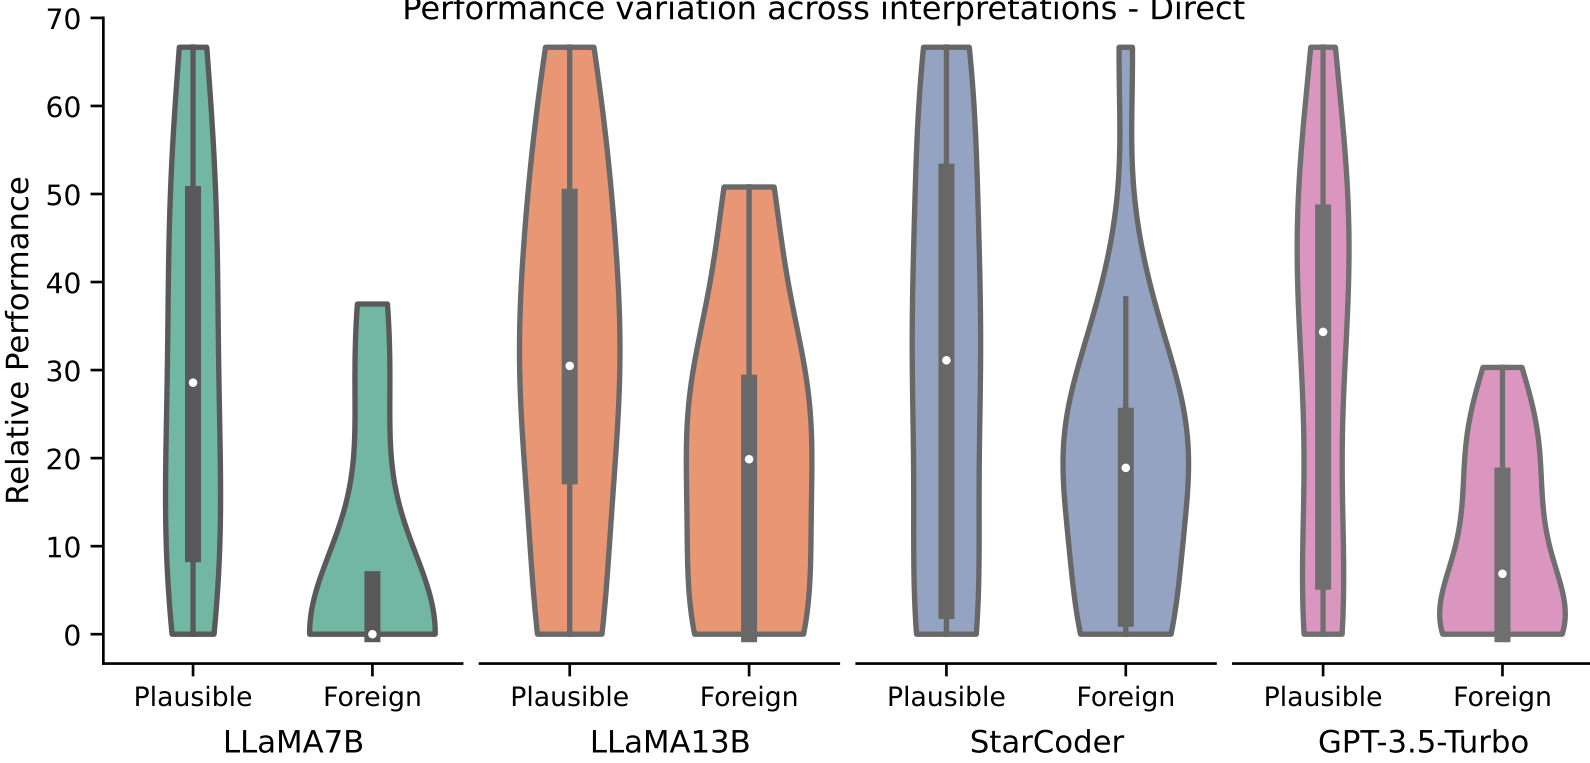 Performance variation across interpretations - Direct
Relative Performance
70
60
50
40
30
20
10
0
Plausible Foreign Plausible Foreign Plausible Foreign Plausible Foreign
LLaMA7B LLaMA13B StarCoder GPT-3.5-Turbo